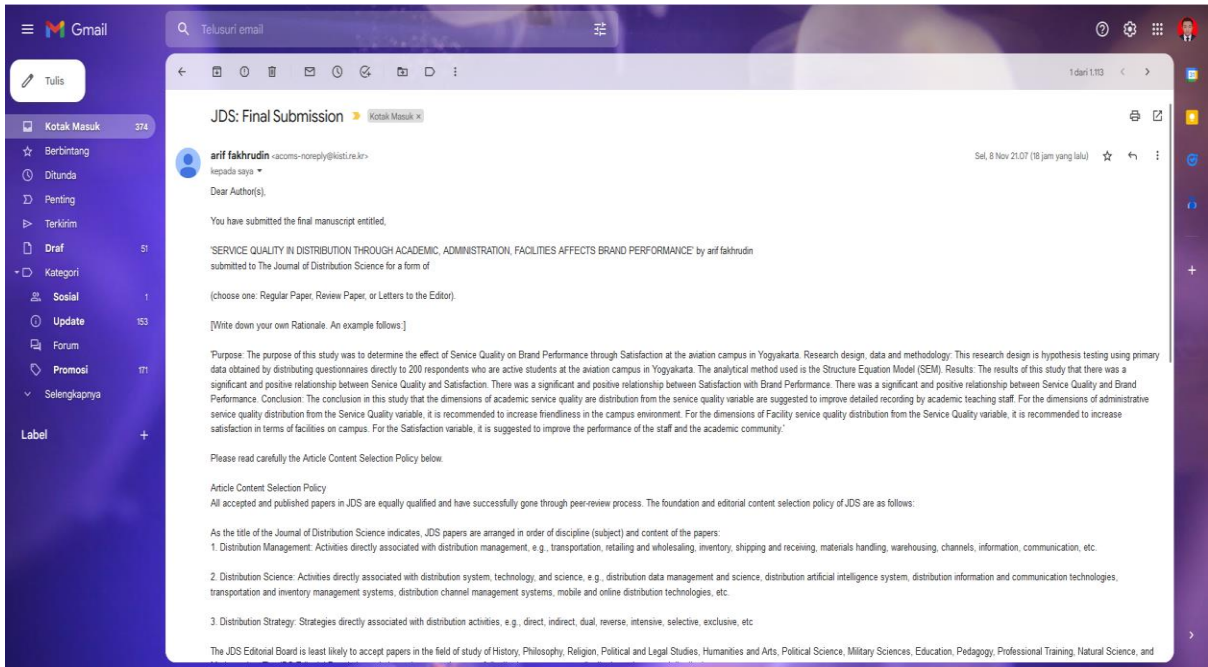 Gmail
Telusuri email
Tulis
1 dari 1.113
Kotak Masuk 374
Berbintang
Ditunda
Penting
Terkirim
Draf 51
Kategori
Sosial 1
Update 153
Forum
Promosi 171
Selengkapnya
Label +
JDS: Final Submission Kotak Masuk ×
arif fakhrudin <acoms-noreply@kisti.re.kr> Sel, 8 Nov 21.07 (18 jam yang lalu)
kepada saya
Dear Author(s),
You have submitted the final manuscript entitled,
'SERVICE QUALITY IN DISTRIBUTION THROUGH ACADEMIC, ADMINISTRATION, FACILITIES AFFECTS BRAND PERFORMANCE' by arif fakhrudin
submitted to The Journal of Distribution Science for a form of
(choose one: Regular Paper, Review Paper, or Letters to the Editor).
[Write down your own Rationale. An example follows:]
'Purpose: The purpose of this study was to determine the effect of Service Quality on Brand Performance through Satisfaction at the aviation campus in Yogyakarta. Research design, data and methodology: This research design is hypothesis testing using primary
data obtained by distributing questionnaires directly to 200 respondents who are active students at the aviation campus in Yogyakarta. The analytical method used is the Structure Equation Model (SEM). Results: The results of this study that there was a
significant and positive relationship between Service Quality and Satisfaction. There was a significant and positive relationship between Satisfaction with Brand Performance. There was a significant and positive relationship between Service Quality and Brand
Performance. Conclusion: The conclusion in this study that the dimensions of academic service quality are distribution from the service quality variable are suggested to improve detailed recording by academic teaching staff. For the dimensions of administrative
service quality distribution from the Service Quality variable, it is recommended to increase friendliness in the campus environment. For the dimensions of Facility service quality distribution from the Service Quality variable, it is recommended to increase
satisfaction in terms of facilities on campus. For the Satisfaction variable, it is suggested to improve the performance of the staff and the academic community.'
Please read carefully the Article Content Selection Policy below.
Article Content Selection Policy
All accepted and published papers in JDS are equally qualified and have successfully gone through peer-review process. The foundation and editorial content selection policy of JDS are as follows:
As the title of the Journal of Distribution Science indicates, JDS papers are arranged in order of discipline (subject) and content of the papers:
1. Distribution Management: Activities directly associated with distribution management, e.g., transportation, retailing and wholesaling, inventory, shipping and receiving, materials handling, warehousing, channels, information, communication, etc.
2. Distribution Science: Activities directly associated with distribution system, technology, and science, e.g., distribution data management and science, distribution artificial intelligence system, distribution information and communication technologies,
transportation and inventory management systems, distribution channel management systems, mobile and online distribution technologies, etc.
3. Distribution Strategy: Strategies directly associated with distribution activities, e.g., direct, indirect, dual, reverse, intensive, selective, exclusive, etc
The JDS Editorial Board is least likely to accept papers in the field of study of History, Philosophy, Religion, Political and Legal Studies, Humanities and Arts, Political Science, Military Sciences, Education, Pedagogy, Professional Training, Natural Science, and